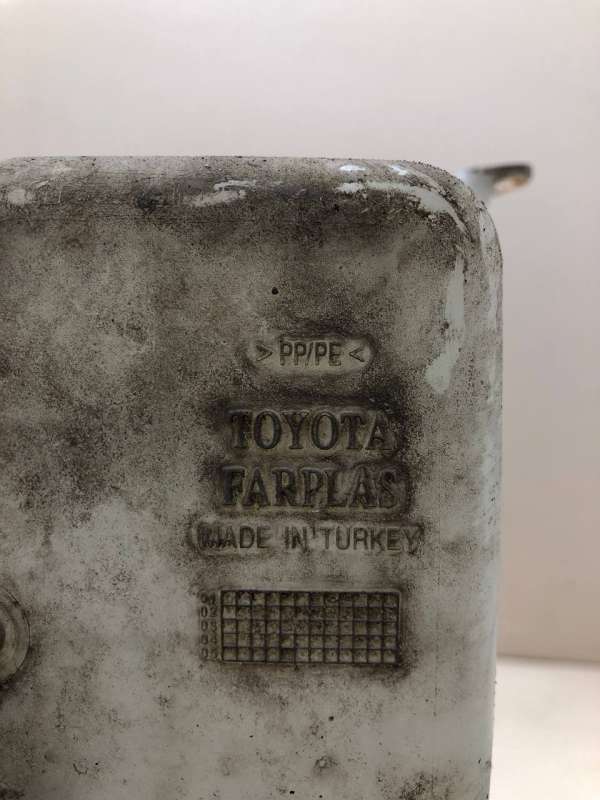 > PP/PE <
TOYOTA
FARPLAS
MADE IN TURKEY